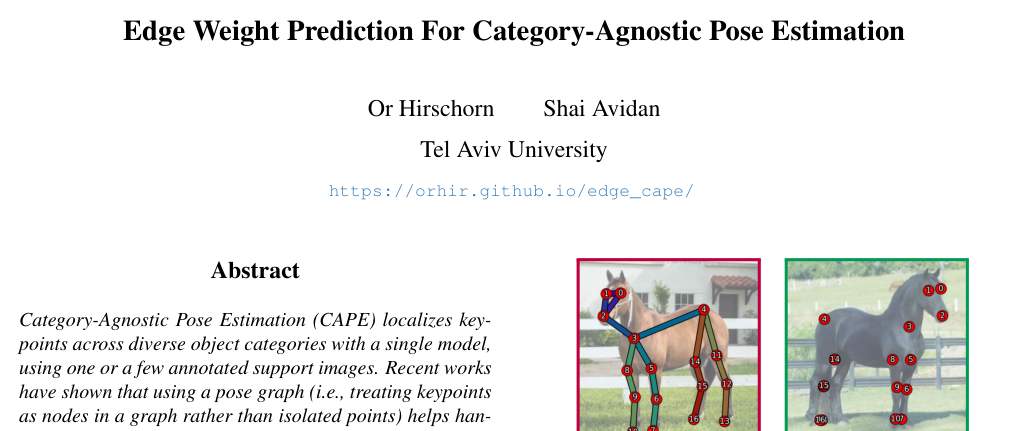 Edge Weight Prediction For Category-Agnostic Pose Estimation
Or Hirschorn Shai Avidan
Tel Aviv University
https://orhir.github.io/edge_cape/
Abstract
Category-Agnostic Pose Estimation (CAPE) localizes key-
points across diverse object categories with a single model,
using one or a few annotated support images. Recent works
have shown that using a pose graph (i.e., treating keypoints
as nodes in a graph rather than isolated points) helps han-
1 0
2
4
3
8 5
14 11
9 6
15 12
16 13
1 0
2
4
3
14 8 5
15 9 6